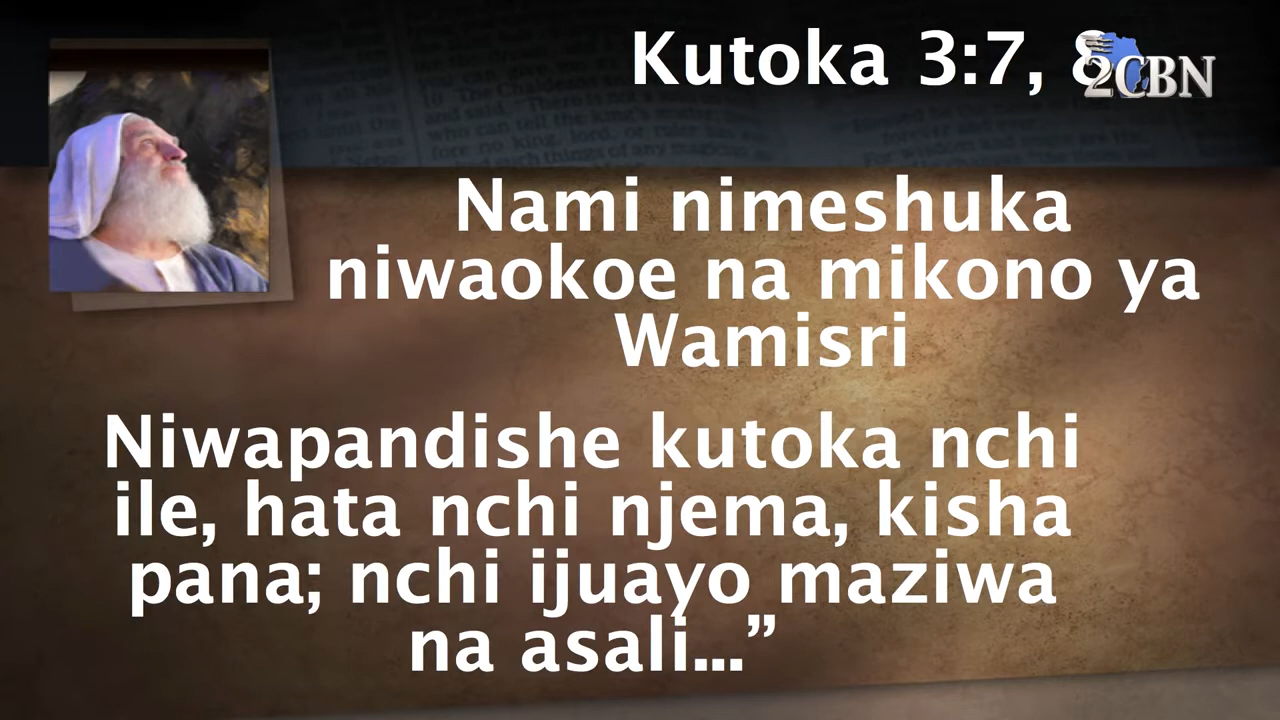 Kutoka 3:7, 8
2CBN
Nami nimeshuka
niwaokoe na mikono ya
Wamisri
Niwapandishe kutoka nchi
ile, hata nchi njema, kisha
pana; nchi ijuayo maziwa
na asali...”